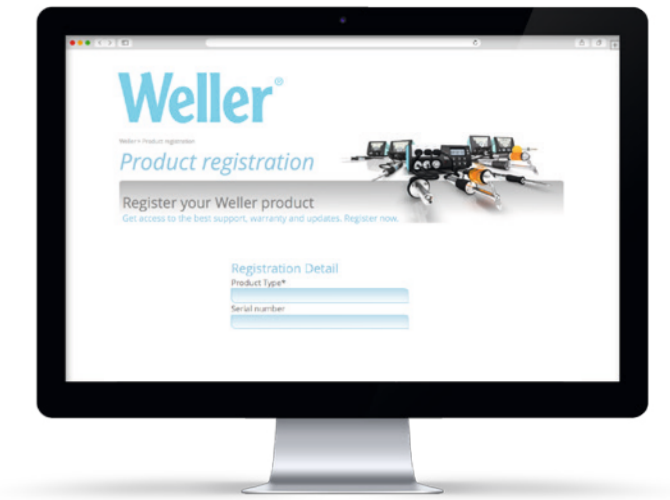 Weller®
Weller > Product registration
Product registration
Register your Weller product
Get access to the best support, warranty and updates. Register now.
Registration Detail
Product Type*
Serial number